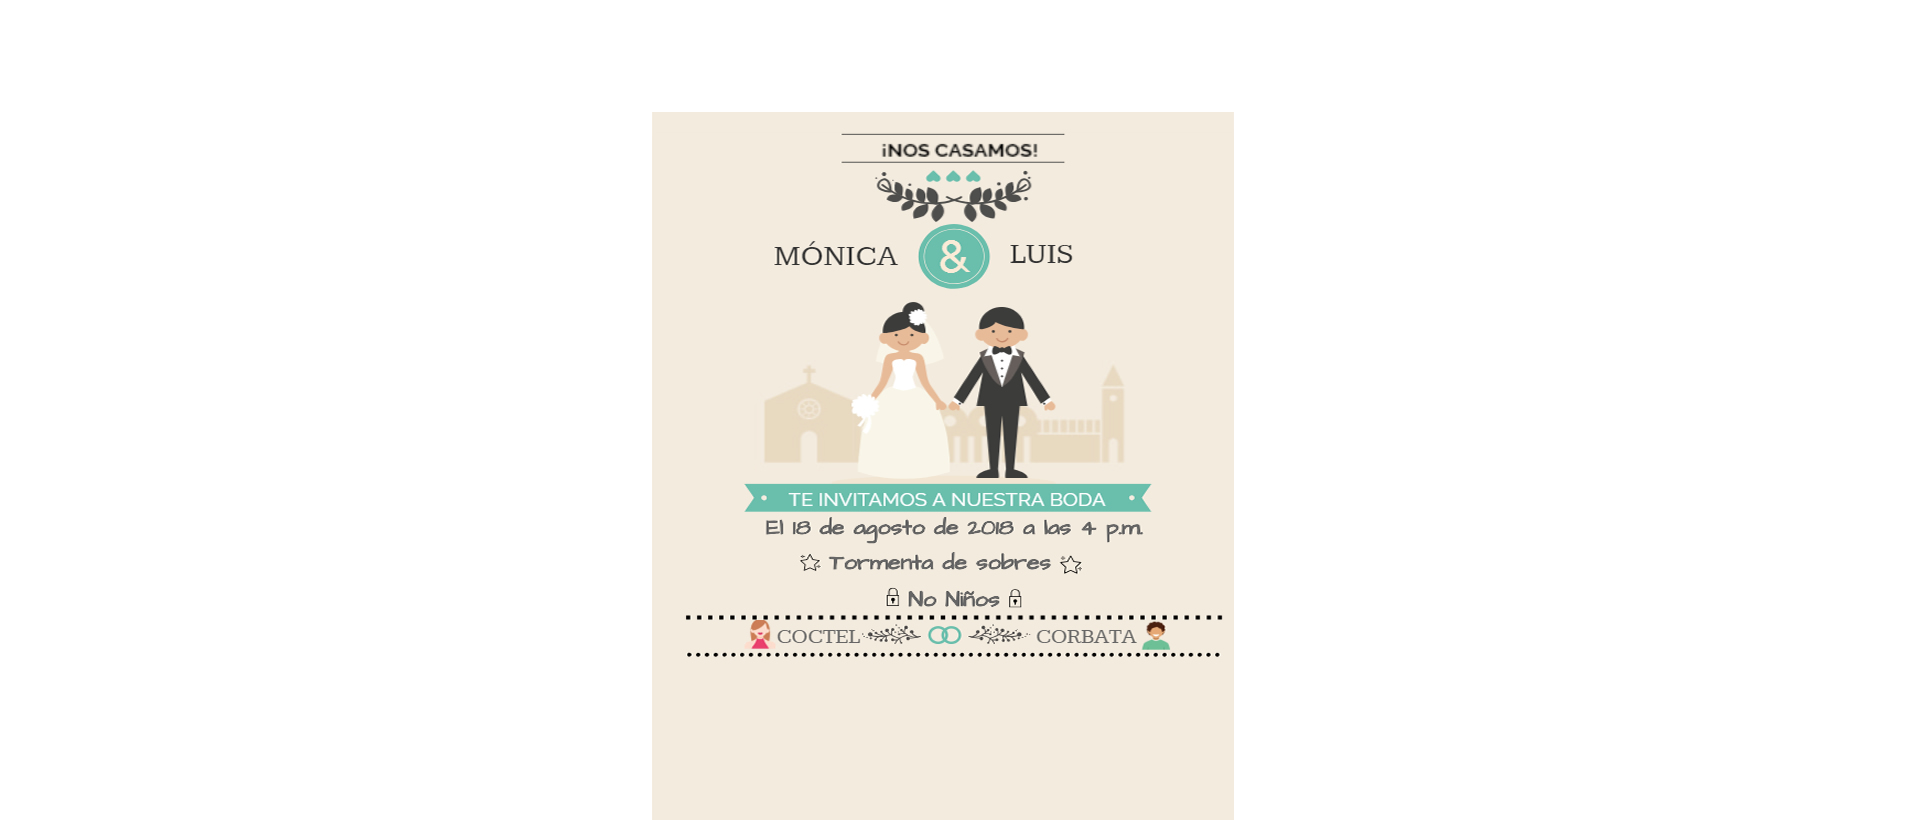 ¡NOS CASAMOS!
MÓNICA & LUIS
TE INVITAMOS A NUESTRA BODA
El 18 de agosto de 2018 a las 4 p.m.
Tormenta de sobres
No Niños
COCTEL CORBATA